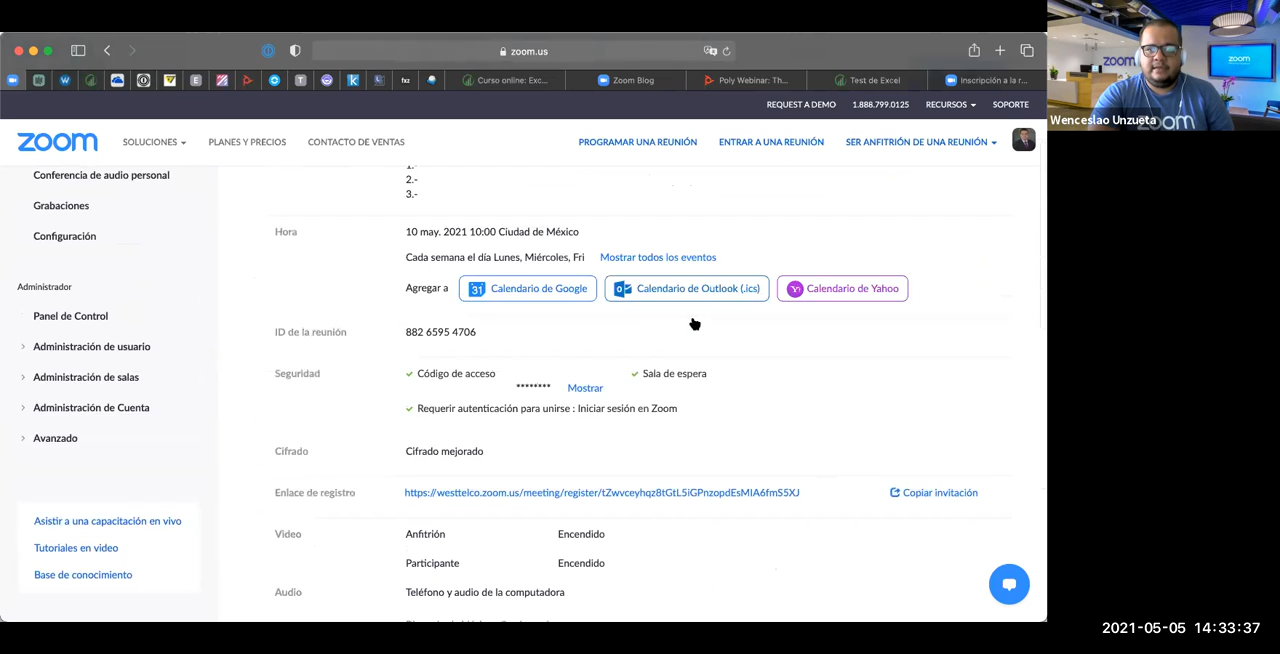 zoom.us
Curso online: Exc...
Zoom Blog
Poly Webinar: Th...
Test de Excel
Inscripción a la r...
zoom
zoom
zoom
Wenceslao Unzueta
REQUEST A DEMO
1.888.799.0125
RECURSOS
SOPORTE
zoom
SOLUCIONES
PLANES Y PRECIOS
CONTACTO DE VENTAS
PROGRAMAR UNA REUNIÓN
ENTRAR A UNA REUNIÓN
SER ANFITRIÓN DE UNA REUNIÓN
Conferencia de audio personal
Grabaciones
Configuración
Administrador
Panel de Control
Administración de usuario
Administración de salas
Administración de Cuenta
Avanzado
Asistir a una capacitación en vivo
Tutoriales en video
Base de conocimiento
2.-
3.-
Hora
10 may. 2021 10:00 Ciudad de México
Cada semana el día Lunes, Miércoles, Fri
Mostrar todos los eventos
Agregar a
31 Calendario de Google
Calendario de Outlook (.ics)
Calendario de Yahoo
ID de la reunión
882 6595 4706
Seguridad
Código de acceso
Sala de espera
******** Mostrar
Requerir autenticación para unirse : Iniciar sesión en Zoom
Cifrado
Cifrado mejorado
Enlace de registro
https://westtelco.zoom.us/meeting/register/tZwvceyhqz8tGtL5iGPnzopdEsMIA6fmS5XJ
Copiar invitación
Video
Anfitrión
Encendido
Participante
Encendido
Audio
Teléfono y audio de la computadora
2021-05-05 14:33:37